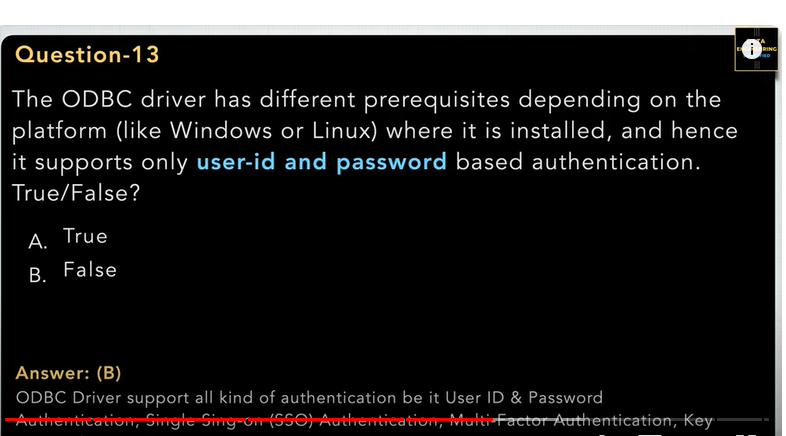 Question-13
The ODBC driver has different prerequisites depending on the
platform (like Windows or Linux) where it is installed, and hence
it supports only user-id and password based authentication.
True/False?
A. True
B. False
Answer: (B)
ODBC Driver support all kind of authentication be it User ID & Password
Authentication, Single Sing-on (SSO) Authentication, Multi-Factor Authentication, Key